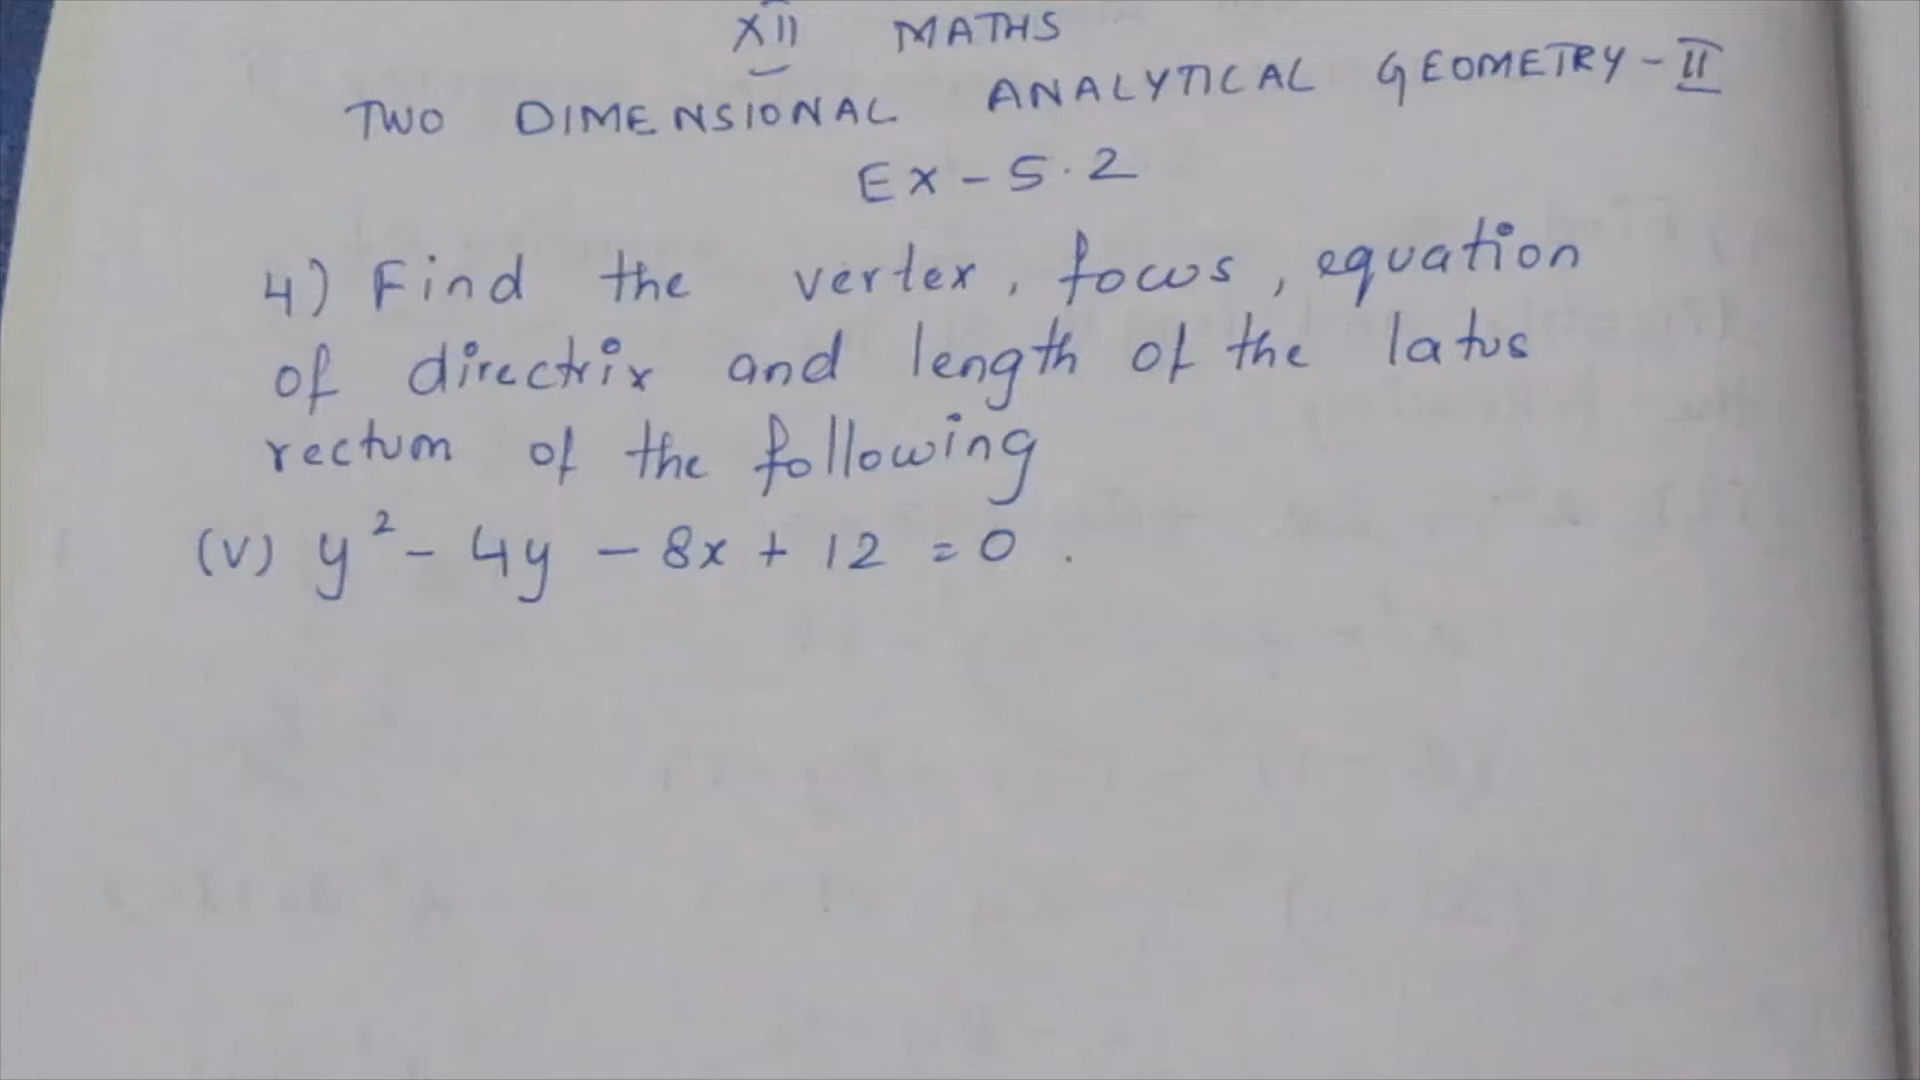 XII MATHS
TWO DIMENSIONAL ANALYTICAL GEOMETRY - II
EX - 5.2
4) Find the vertex, focus, equation
of directrix and length of the latus
rectum of the following
(v) y² - 4y - 8x + 12 = 0.